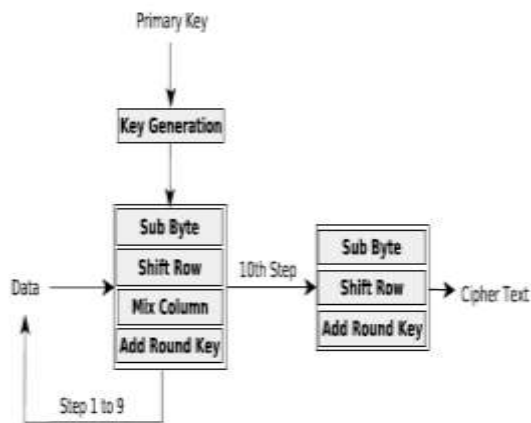 Primary Key
Key Generation
Sub Byte
Shift Row
Mix Column
Add Round Key
Data
Step 1 to 9
10th Step
Sub Byte
Shift Row
Add Round Key
Cipher Text